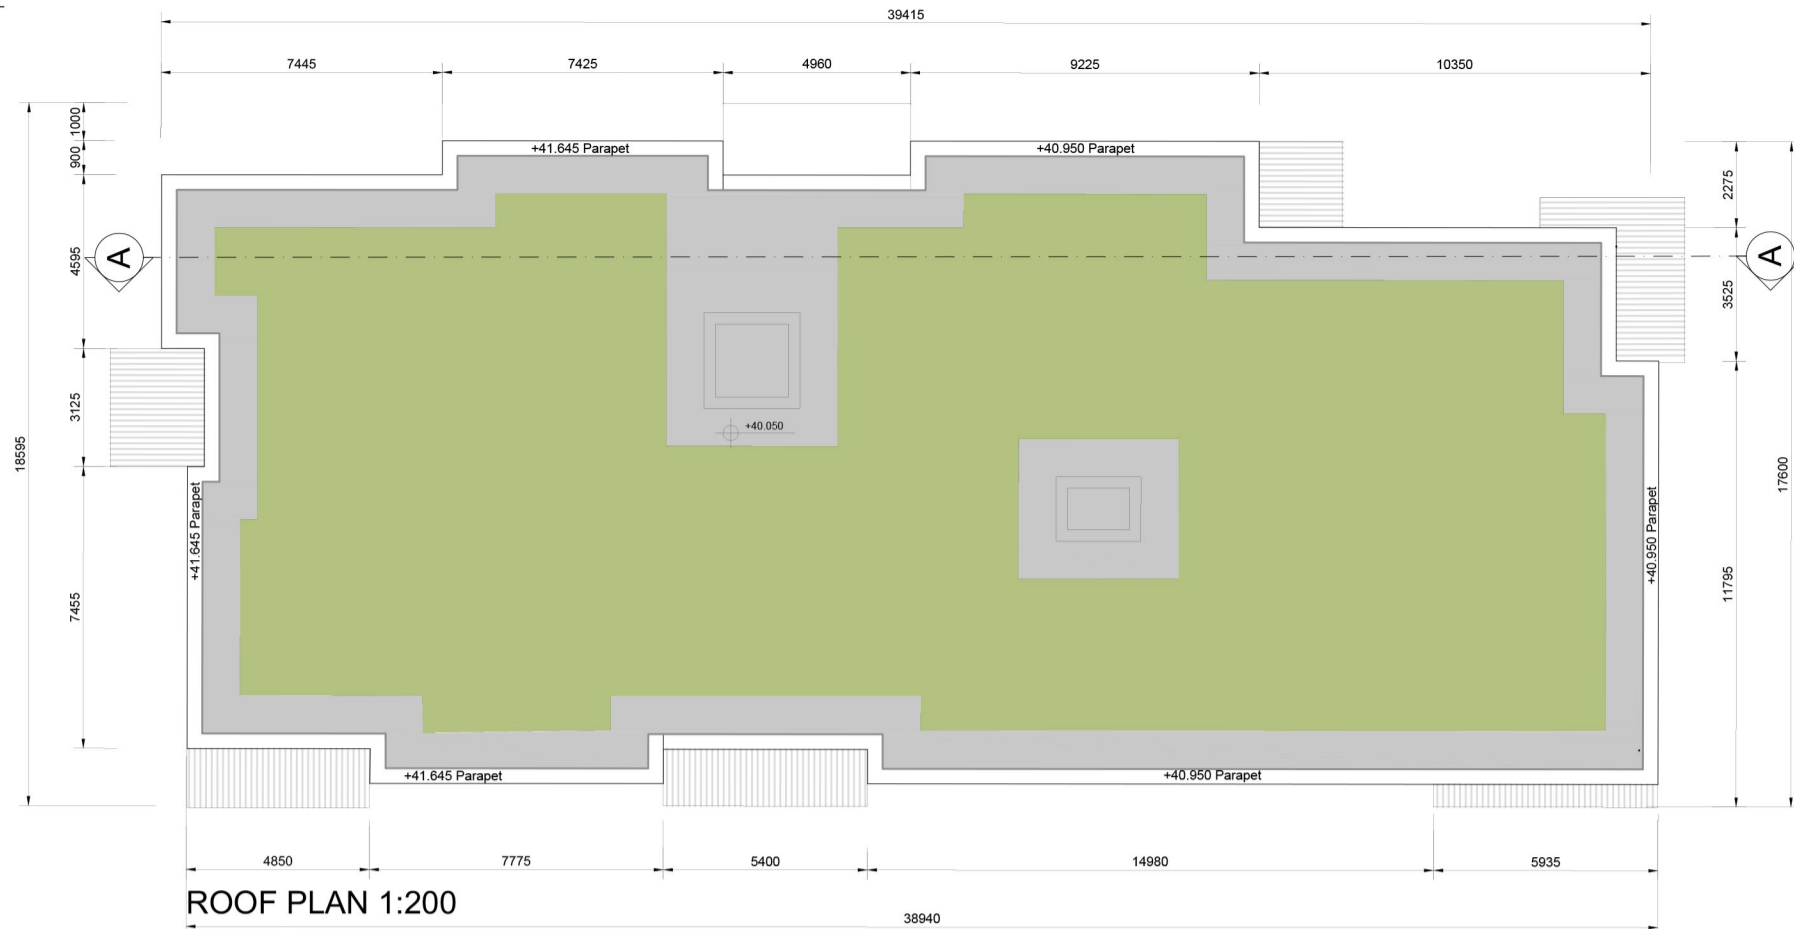 39415
7445
7425
4960
9225
10350
1000
900
+41.645 Parapet
+40.950 Parapet
2275
4595
A
A
3525
3125
+40.050
18595
17600
+41.645 Parapet
+40.950 Parapet
7455
11795
+41.645 Parapet
+40.950 Parapet
4850
7775
5400
14980
5935
ROOF PLAN 1:200
38940